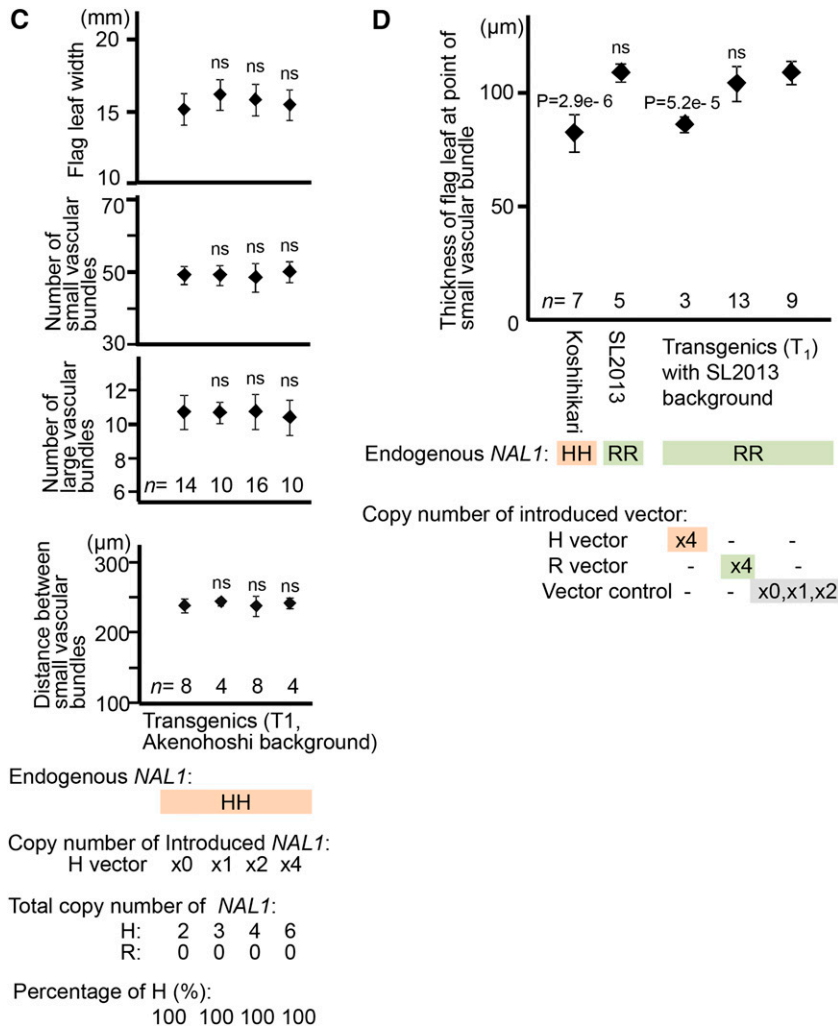 C
(mm)
20
15
10
Flag leaf width
ns ns ns
70
50
30
Number of
small vascular
bundles
ns ns ns
12
10
8
6
Number of
large vascular
bundles
ns ns ns
n= 14 10 16 10
(µm)
300
200
100
Distance between
small vascular
bundles
ns ns ns
n= 8 4 8 4
Transgenics (T1,
Akenohoshi background)
Endogenous NAL1:
HH
Copy number of Introduced NAL1:
H vector x0 x1 x2 x4
Total copy number of NAL1:
H: 2 3 4 6
R: 0 0 0 0
Percentage of H (%):
100 100 100 100
D
(µm)
100
50
0
Thickness of flag leaf at point of
small vascular bundle
P=2.9e- 6
ns
P=5.2e- 5
ns
n= 7 5 3 13 9
Koshihikari
SL2013
Transgenics (T1)
with SL2013
background
Endogenous NAL1: HH RR RR
Copy number of introduced vector:
H vector x4 - -
R vector - x4 -
Vector control - - x0,x1,x2